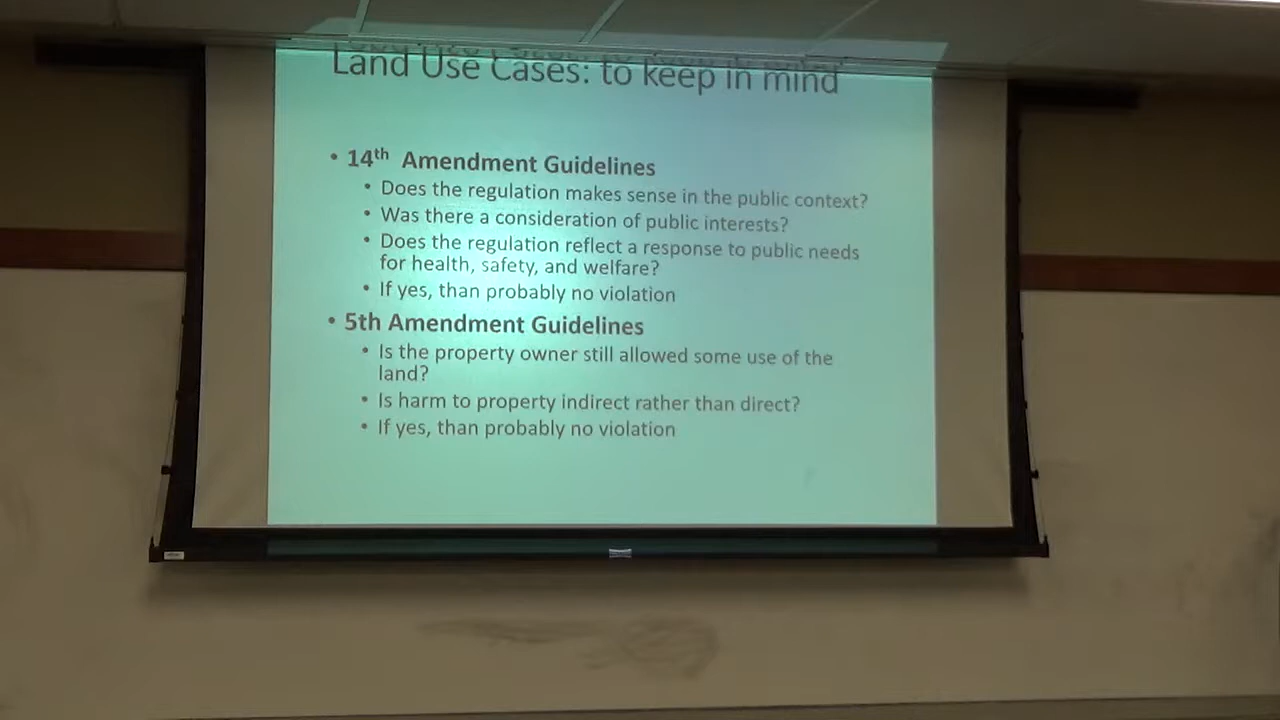 Land Use Cases: to keep in mind
• 14th Amendment Guidelines
• Does the regulation makes sense in the public context?
• Was there a consideration of public interests?
• Does the regulation reflect a response to public needs
for health, safety, and welfare?
• If yes, than probably no violation
• 5th Amendment Guidelines
• Is the property owner still allowed some use of the
land?
• Is harm to property indirect rather than direct?
• If yes, than probably no violation